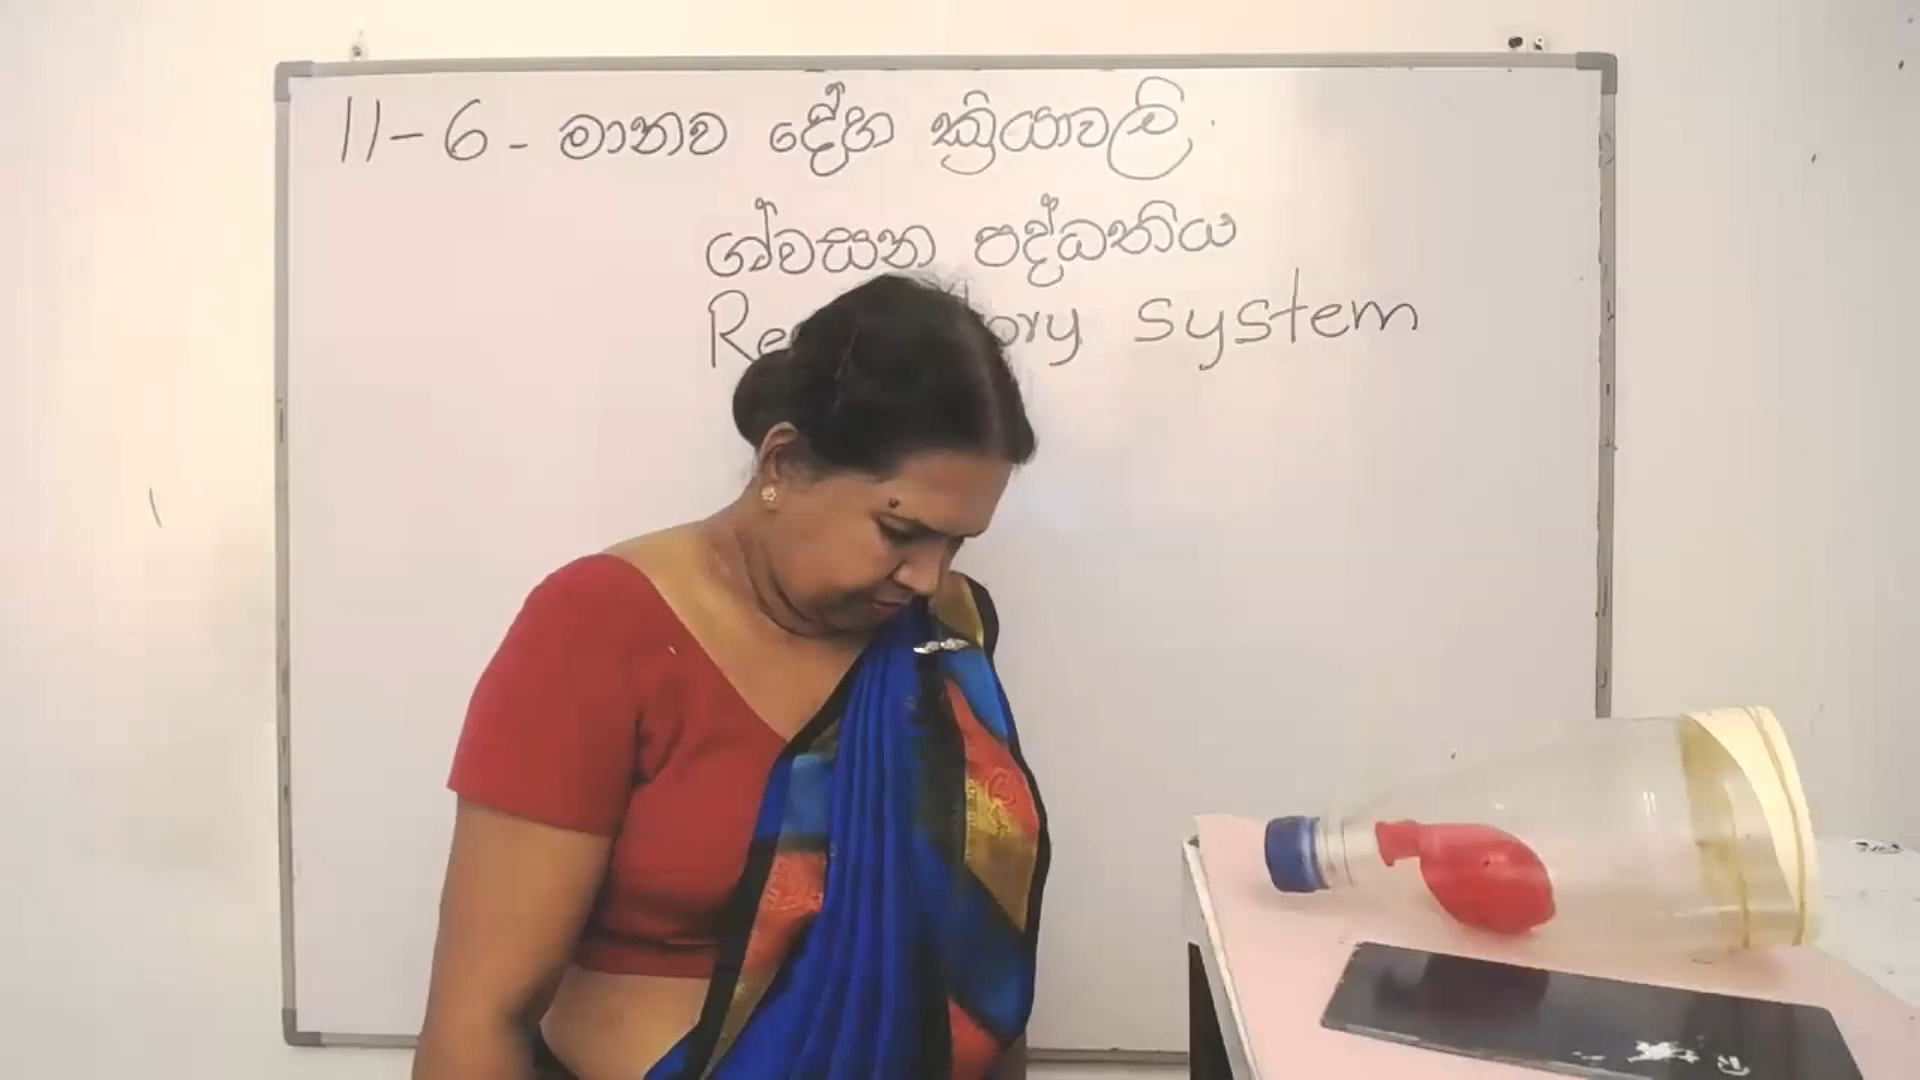 11-6 - මානව දේහ ක්‍රියාවලි.
ශ්වසන පද්ධතිය
system